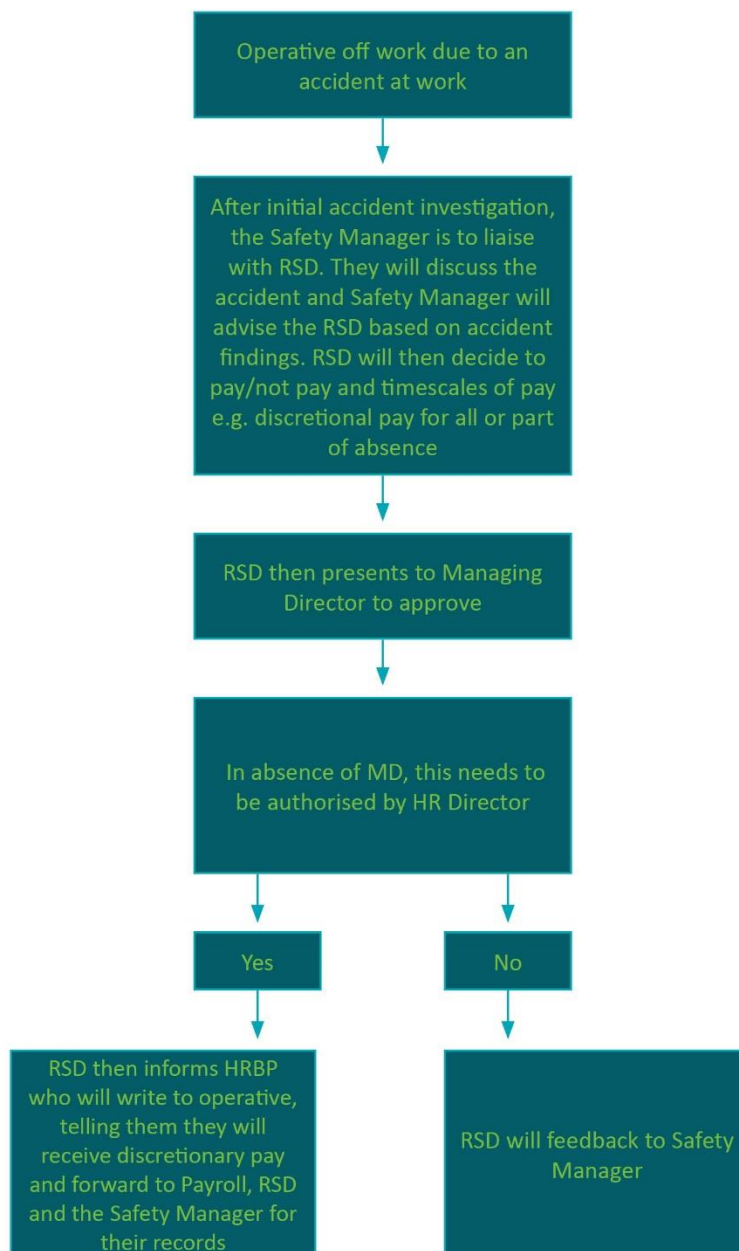 Operative off work due to an
accident at work
After initial accident investigation,
the Safety Manager is to liaise
with RSD. They will discuss the
accident and Safety Manager will
advise the RSD based on accident
findings. RSD will then decide to
pay/not pay and timescales of pay
e.g. discretional pay for all or part
of absence
RSD then presents to Managing
Director to approve
In absence of MD, this needs to
be authorised by HR Director
Yes
No
RSD then informs HRBP
who will write to operative,
telling them they will
receive discretionary pay
and forward to Payroll, RSD
and the Safety Manager for
their records
RSD will feedback to Safety
Manager